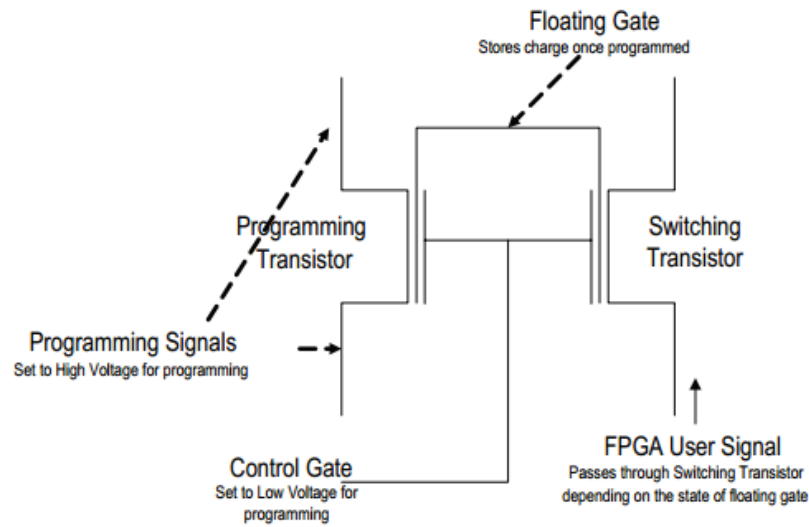 Floating Gate
Stores charge once programmed
Programming
Transistor
Switching
Transistor
Programming Signals
Set to High Voltage for programming
Control Gate
Set to Low Voltage for
programming
FPGA User Signal
Passes through Switching Transistor
depending on the state of floating gate